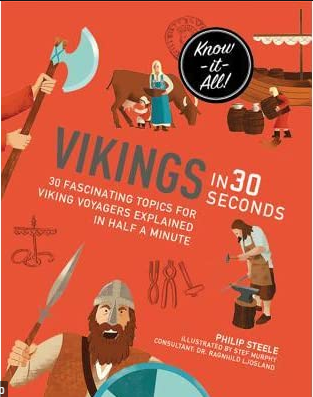 Know
-it-
All!
VIKINGS IN 30
SECONDS
30 FASCINATING TOPICS FOR
VIKING VOYAGERS EXPLAINED
IN HALF A MINUTE
PHILIP STEELE
ILLUSTRATED BY STEF MURPHY
CONSULTANT: DR. RAGNHILD LJOSLAND